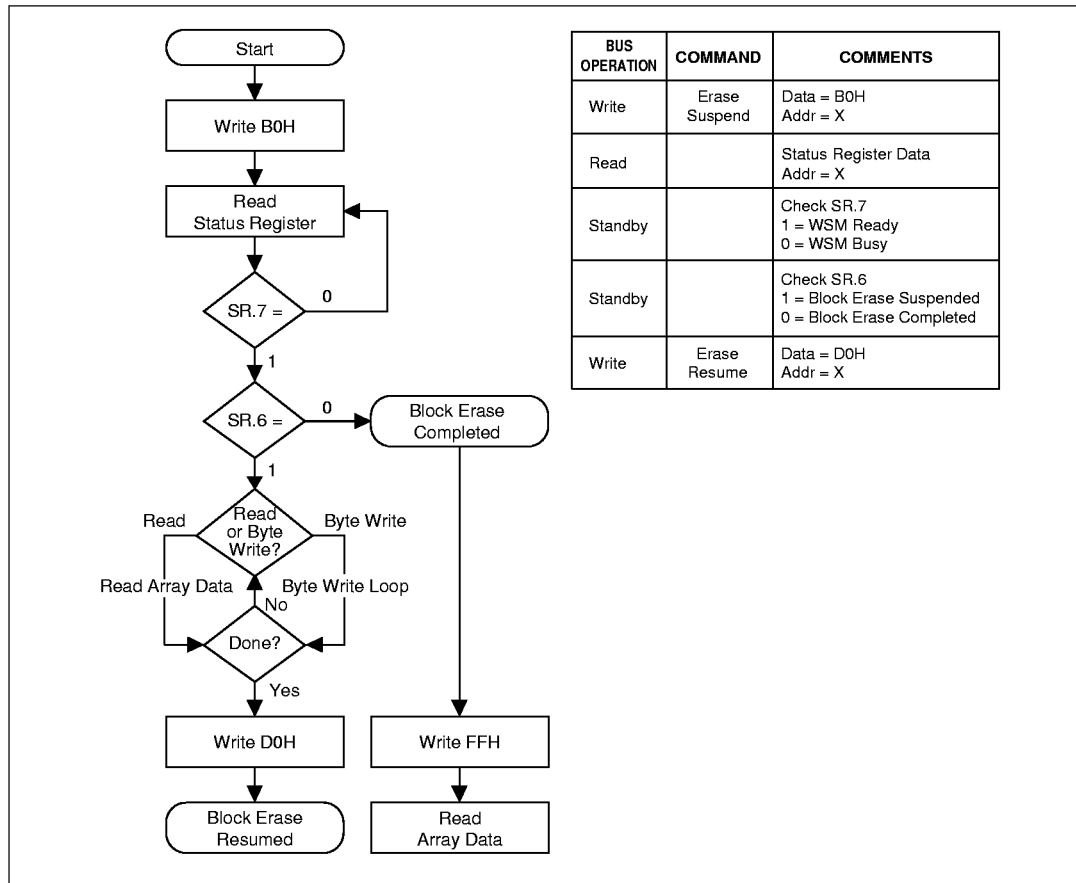 Start
Write B0H
Read
Status Register
SR.7 =
0
1
SR.6 =
0
Block Erase
Completed
1
Read
Read
or Byte
Write?
Byte Write
Read Array Data
Byte Write Loop
No
Done?
Yes
Write D0H
Write FFH
Block Erase
Resumed
Read
Array Data
BUS
OPERATION
COMMAND
COMMENTS
Write
Erase
Suspend
Data = B0H
Addr = X
Read
Status Register Data
Addr = X
Standby
Check SR.7
1 = WSM Ready
0 = WSM Busy
Standby
Check SR.6
1 = Block Erase Suspended
0 = Block Erase Completed
Write
Erase
Resume
Data = D0H
Addr = X